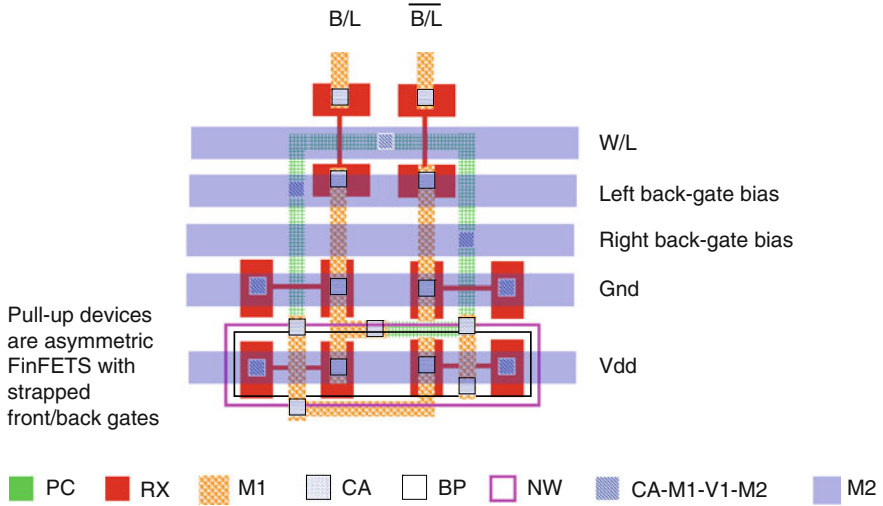 B/L B/L
W/L
Left back-gate bias
Right back-gate bias
Gnd
Pull-up devices
are asymmetric
FinFETS with
strapped
front/back gates
Vdd
PC RX M1 CA BP NW CA-M1-V1-M2 M2